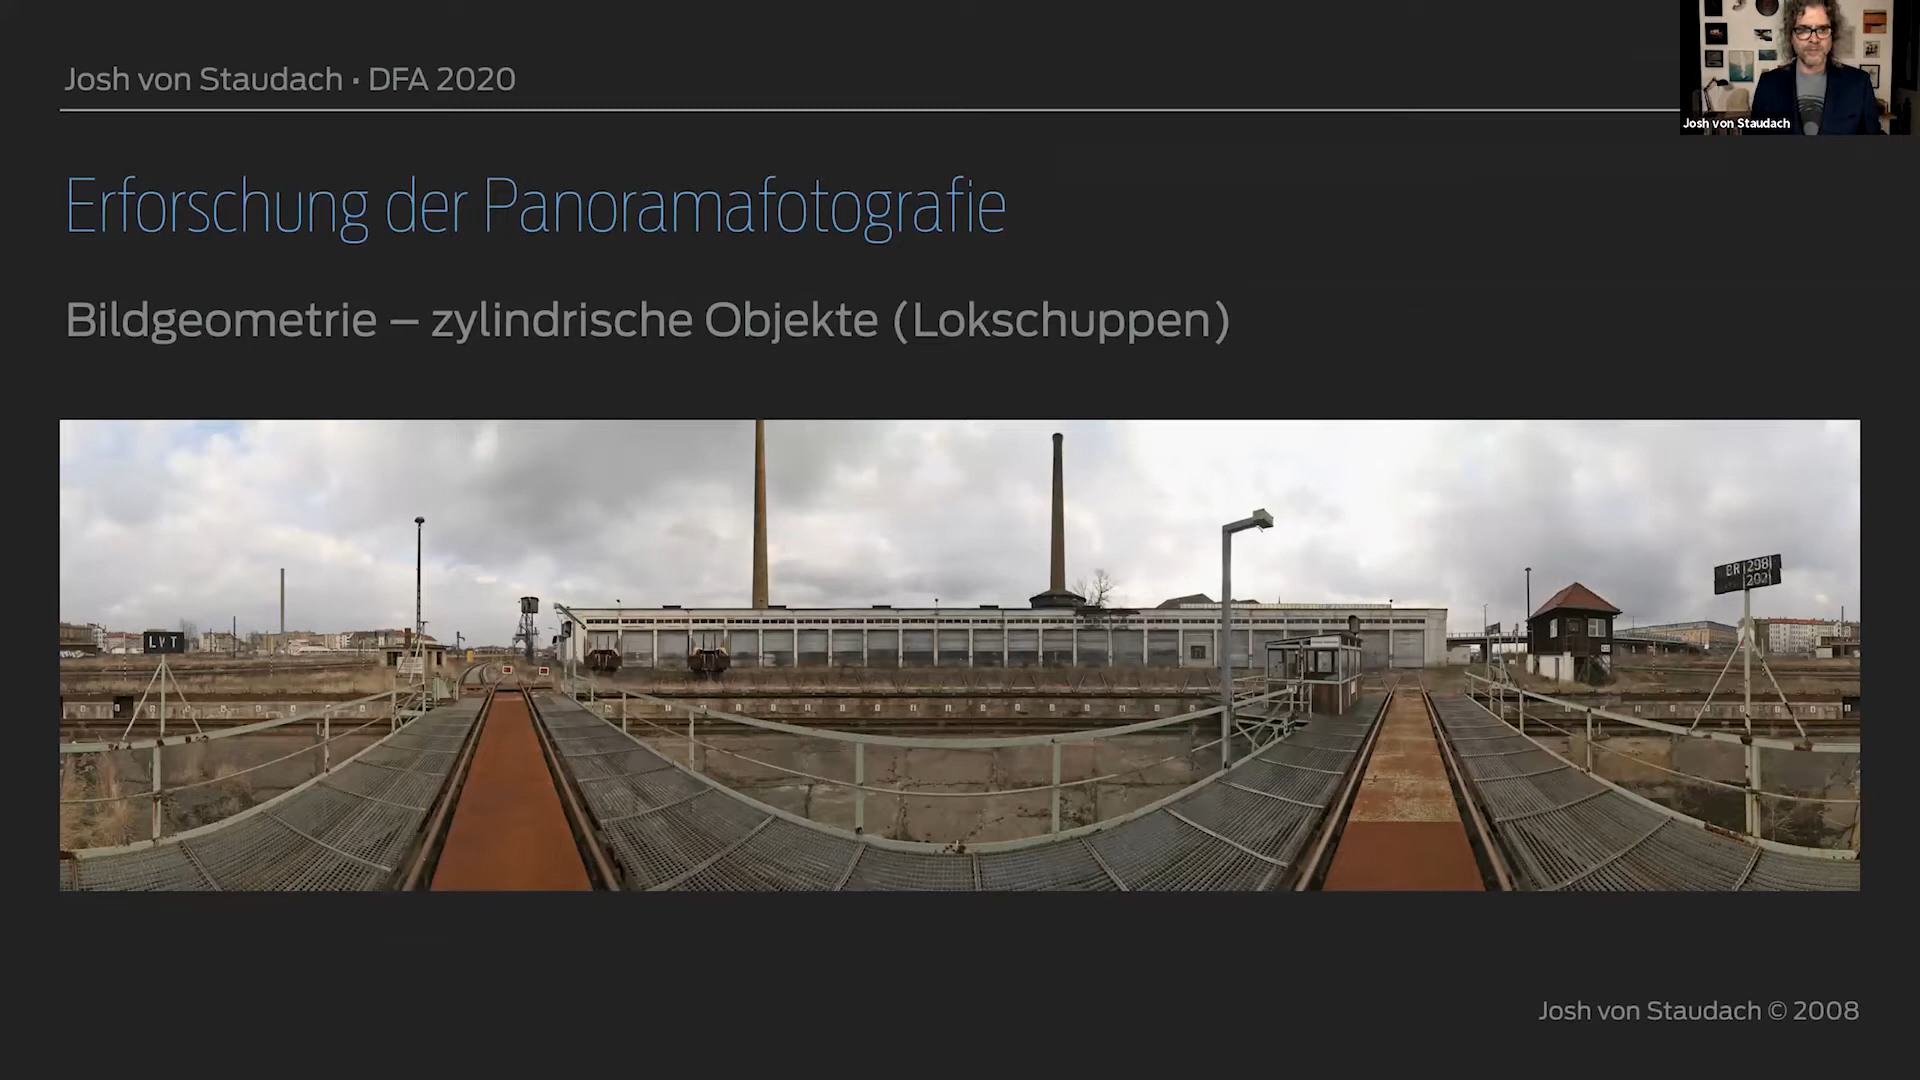 Josh von Staudach • DFA 2020
Josh von Staudach
Erforschung der Panoramafotografie
Bildgeometrie – zylindrische Objekte (Lokschuppen)
LVT
BR 298
202
Josh von Staudach © 2008